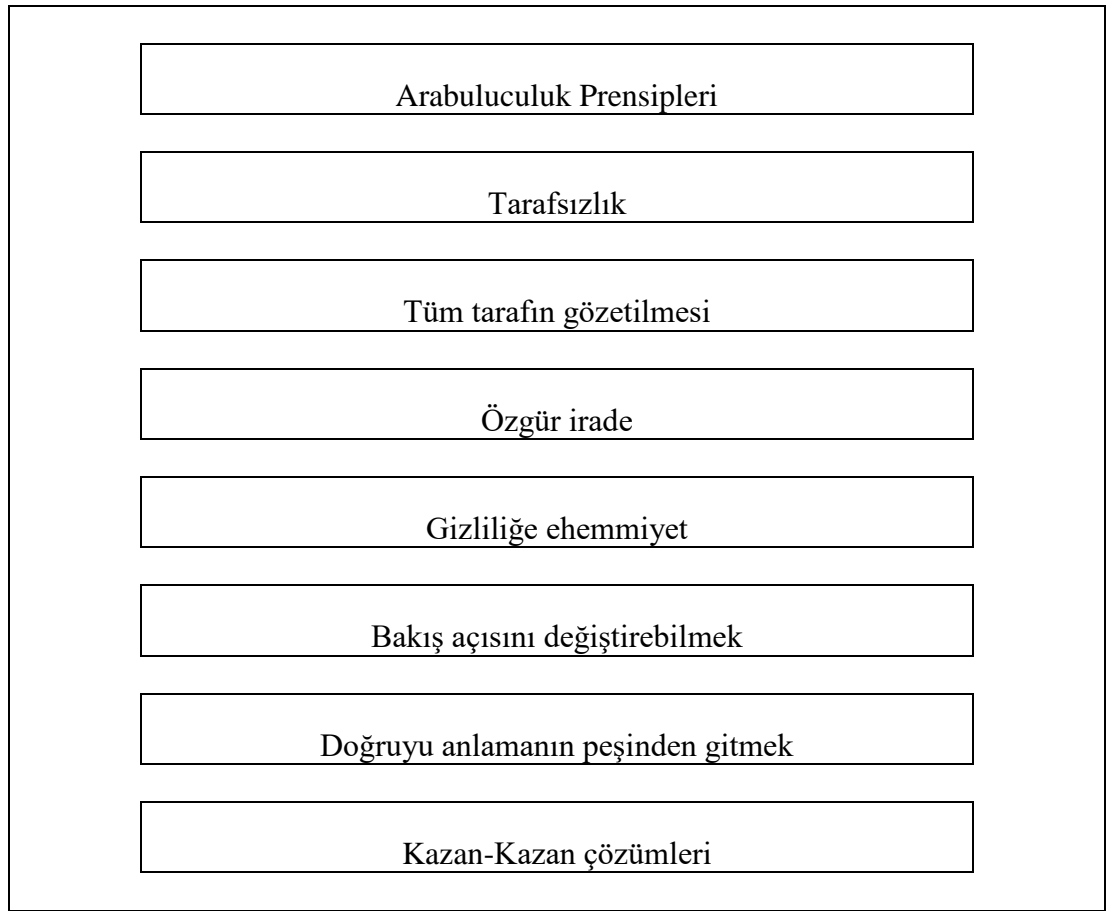 Arabuluculuk Prensipleri
Tarafsızlık
Tüm tarafın gözetilmesi
Özgür irade
Gizliliğe ehemmiyet
Bakış açısını değiştirebilmek
Doğruyu anlamanın peşinden gitmek
Kazan-Kazan çözümleri